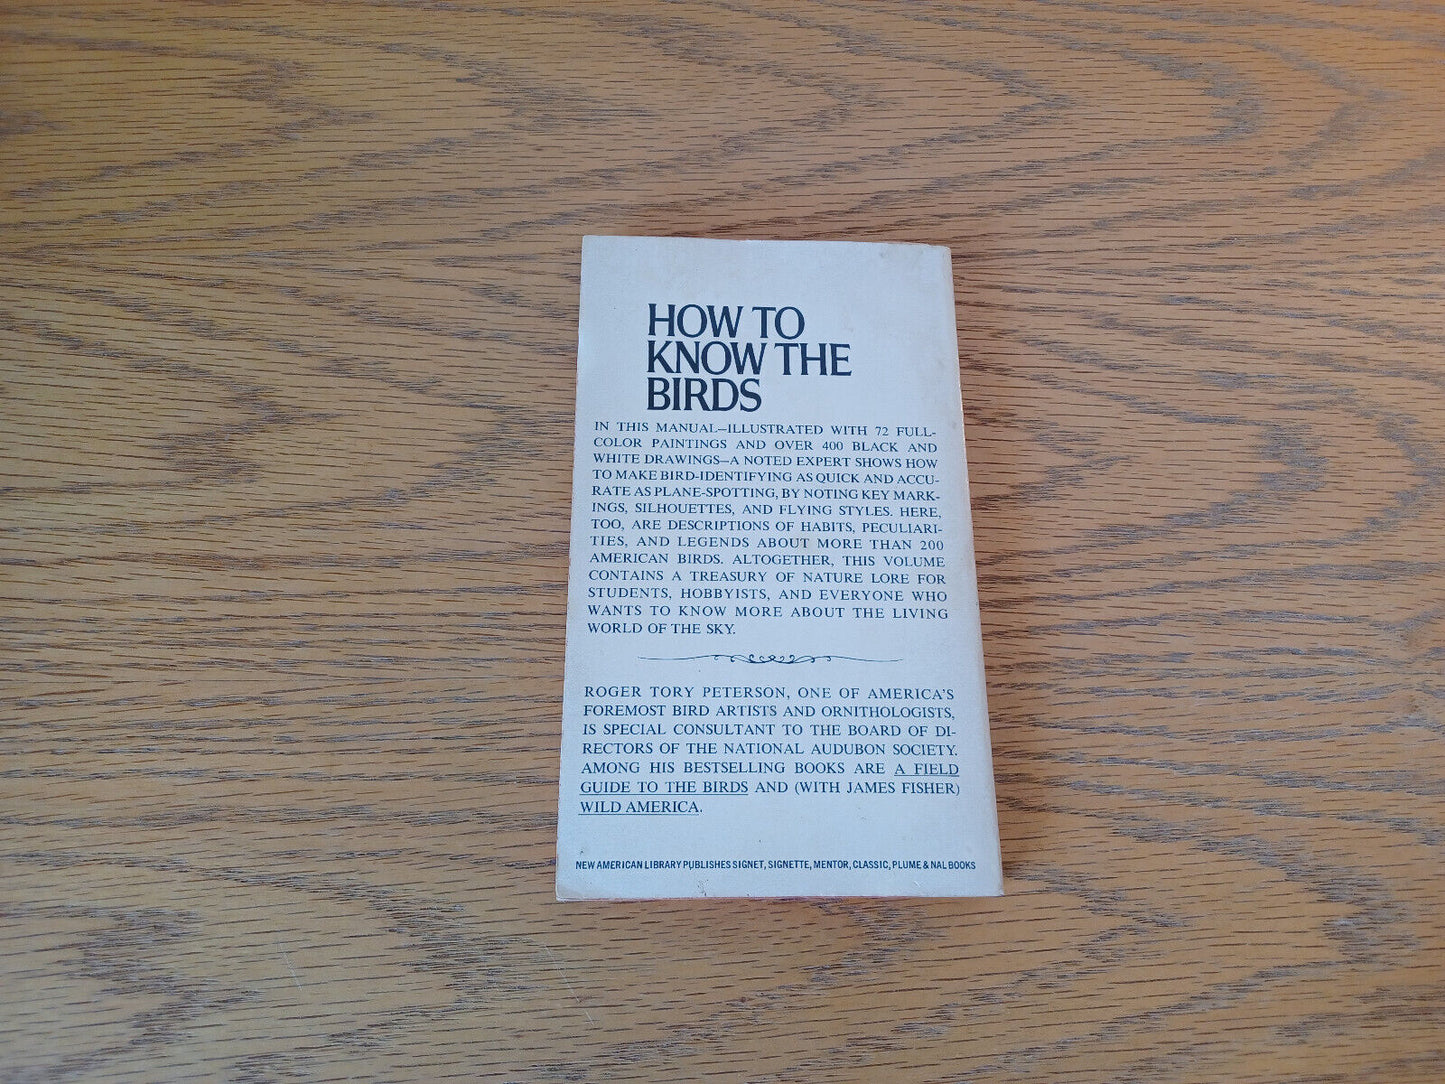 HOW TO
KNOW THE
BIRDS
IN THIS MANUAL—ILLUSTRATED WITH 72 FULL-
COLOR PAINTINGS AND OVER 400 BLACK AND
WHITE DRAWINGS—A NOTED EXPERT SHOWS HOW
TO MAKE BIRD-IDENTIFYING AS QUICK AND ACCU-
RATE AS PLANE-SPOTTING, BY NOTING KEY MARK-
INGS, SILHOUETTES, AND FLYING STYLES. HERE,
TOO, ARE DESCRIPTIONS OF HABITS, PECULIARI-
TIES, AND LEGENDS ABOUT MORE THAN 200
AMERICAN BIRDS. ALTOGETHER, THIS VOLUME
CONTAINS A TREASURY OF NATURE LORE FOR
STUDENTS, HOBBYISTS, AND EVERYONE WHO
WANTS TO KNOW MORE ABOUT THE LIVING
WORLD OF THE SKY.
ROGER TORY PETERSON, ONE OF AMERICA'S
FOREMOST BIRD ARTISTS AND ORNITHOLOGISTS,
IS SPECIAL CONSULTANT TO THE BOARD OF DI-
RECTORS OF THE NATIONAL AUDUBON SOCIETY.
AMONG HIS BESTSELLING BOOKS ARE A FIELD
GUIDE TO THE BIRDS AND (WITH JAMES FISHER)
WILD AMERICA.
NEW AMERICAN LIBRARY PUBLISHES SIGNET, SIGNETTE, MENTOR, CLASSIC, PLUME & NAL BOOKS